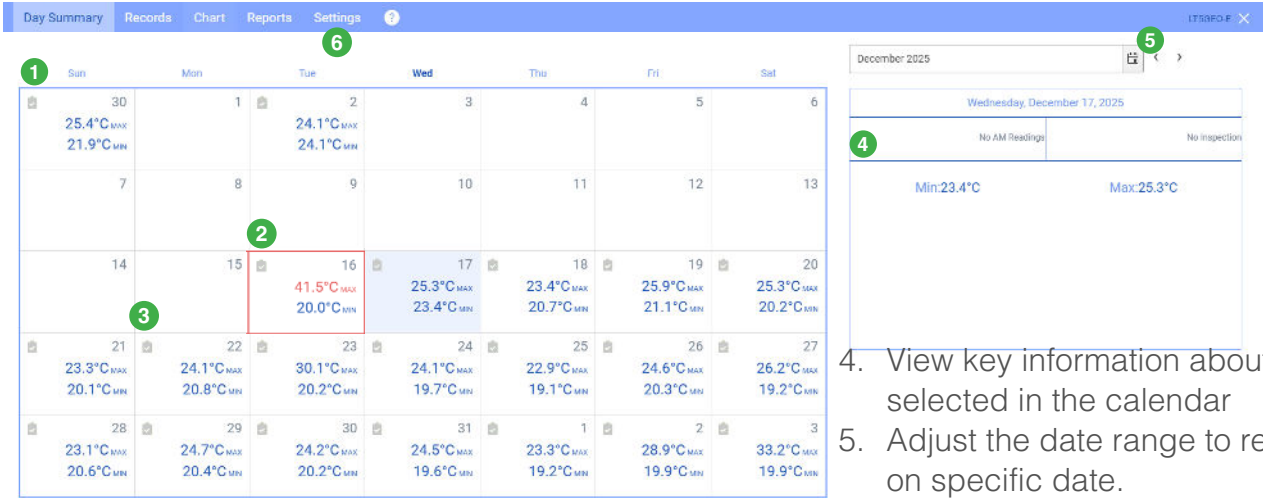 Day Summary Records Chart Reports Settings ?
6
5
December 2025 < >
1 Sun Mon Tue Wed Thu Fri Sat
30 1 2 3 4 5 6
25.4°C MAX 24.1°C MAX
21.9°C MIN 24.1°C MIN
7 8 9 10 11 12 13
2
14 15 16 17 18 19 20
41.5°C MAX 25.3°C MAX 23.4°C MAX 25.9°C MAX 25.3°C MAX
20.0°C MIN 23.4°C MIN 20.7°C MIN 21.1°C MIN 20.2°C MIN
3
21 22 23 24 25 26 27
23.3°C MAX 24.1°C MAX 30.1°C MAX 24.1°C MAX 22.9°C MAX 24.6°C MAX 26.2°C MAX
20.1°C MIN 20.8°C MIN 20.2°C MIN 19.7°C MIN 19.1°C MIN 20.3°C MIN 19.2°C MIN
28 29 30 31 1 2 3
23.1°C MAX 24.7°C MAX 24.2°C MAX 24.5°C MAX 23.3°C MAX 28.9°C MAX 33.2°C MAX
20.6°C MIN 20.4°C MIN 20.2°C MIN 19.6°C MIN 19.2°C MIN 19.9°C MIN 19.9°C MIN
Wednesday, December 17, 2025
4 No AM Readings No Inspection
Min:23.4°C Max:25.3°C
4. View key information about
selected in the calendar
5. Adjust the date range to re
on specific date.